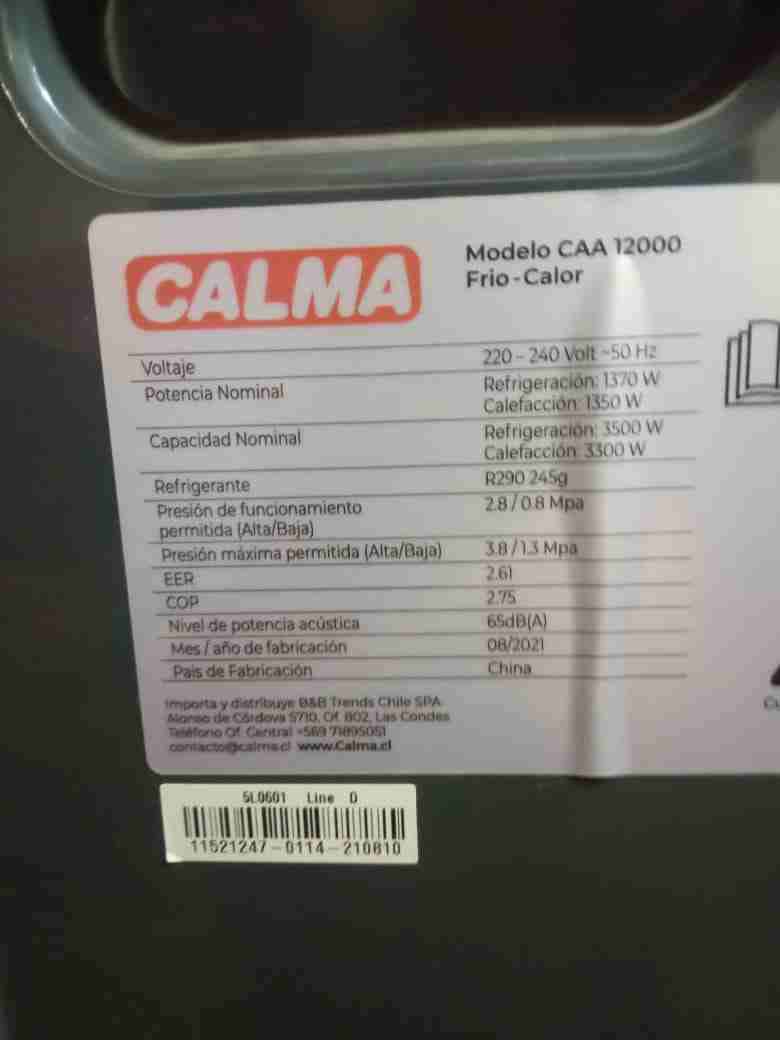 CALMA
Modelo CAA 12000
Frio - Calor
Voltaje 220 - 240 Volt ~50 Hz
Potencia Nominal Refrigeración: 1370 W
Calefacción: 1350 W
Capacidad Nominal Refrigeración: 3500 W
Calefacción: 3300 W
Refrigerante R290 245g
Presión de funcionamiento 2.8 / 0.8 Mpa
permitida (Alta/Baja)
Presión máxima permitida (Alta/Baja) 3.8 / 1.3 Mpa
EER 2.61
COP 2.75
Nivel de potencia acústica 65dB(A)
Mes / año de fabricación 08/2021
Pais de Fabricación China
Importa y distribuye B&B Trends Chile SPA
Alonso de Córdova 5710, Of. 802, Las Condes
Teléfono Of. Central +569 71895051
contacto@calma.cl www.Calma.cl
5L0601 Line D
11521247-0114-210810